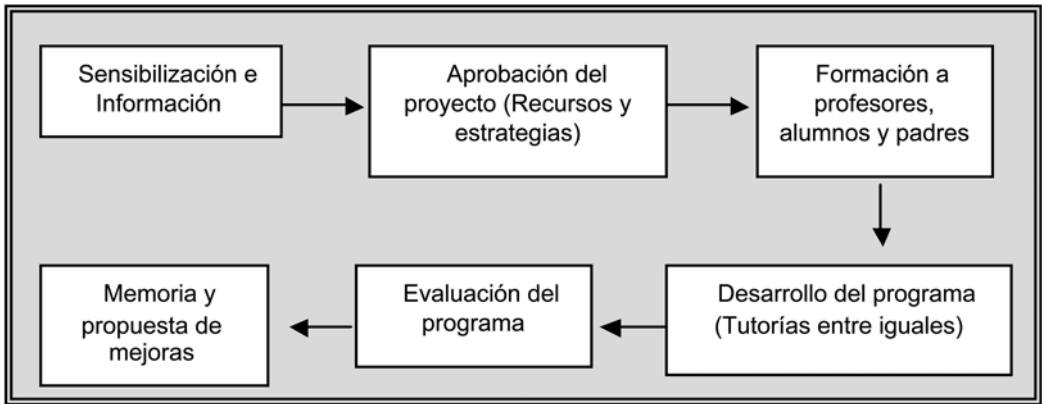 Sensibilización e
Información
Aprobación del
proyecto (Recursos y
estrategias)
Formación a
profesores,
alumnos y padres
Desarrollo del programa
(Tutorías entre iguales)
Evaluación del
programa
Memoria y
propuesta de
mejoras